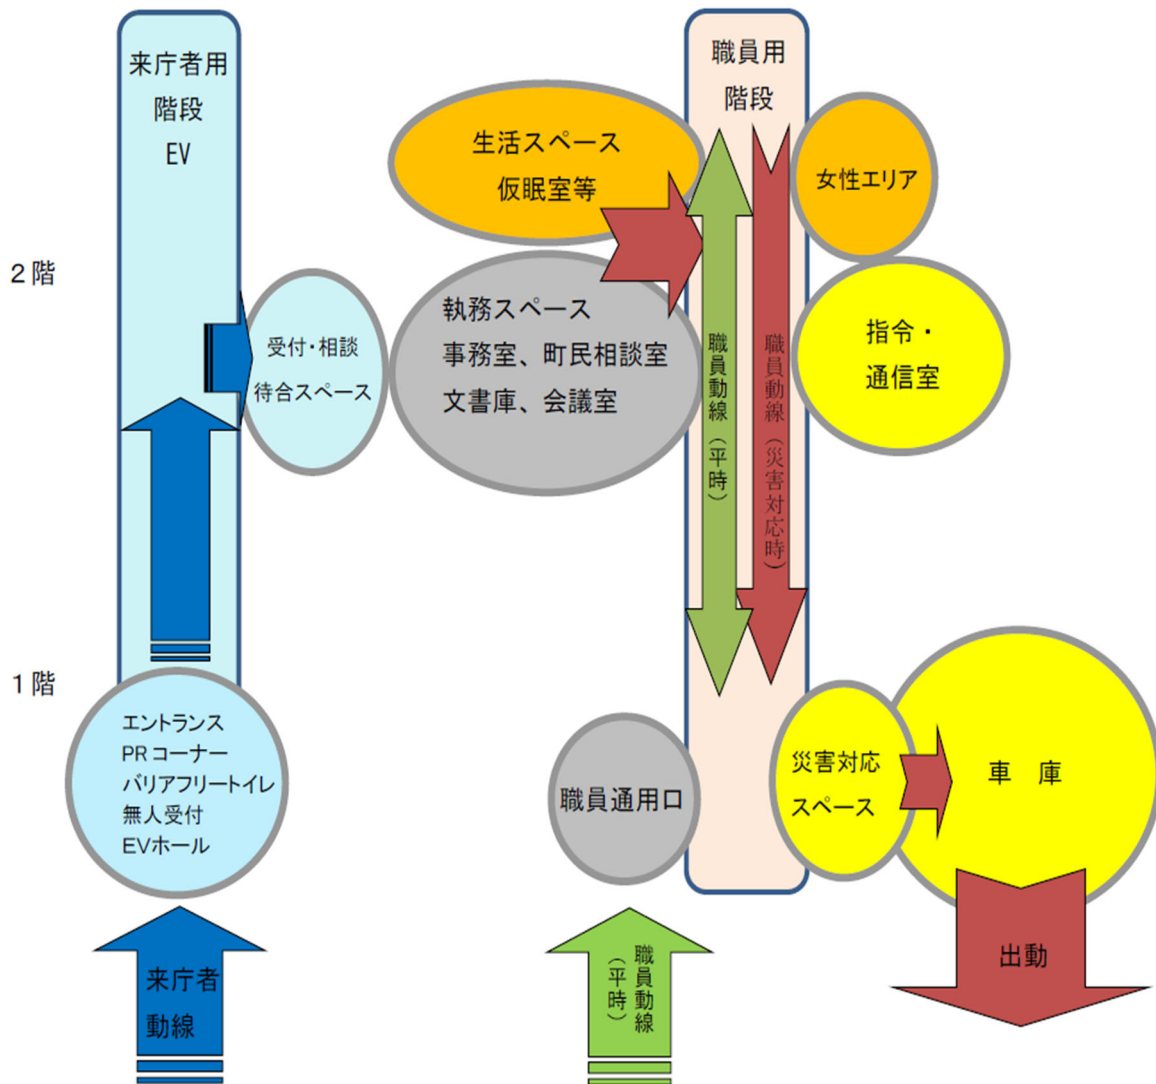 来庁者用
階段
EV
職員用
階段
生活スペース
仮眠室等
女性エリア
2階
受付・相談
待合スペース
執務スペース
事務室、町民相談室
文書庫、会議室
職員動線(平時)
職員動線(災害対応時)
指令・
通信室
1階
エントランス
PRコーナー
バリアフリートイレ
無人受付
EVホール
職員通用口
災害対応
スペース
車 庫
来庁者
動線
職員動線
(平時)
出動